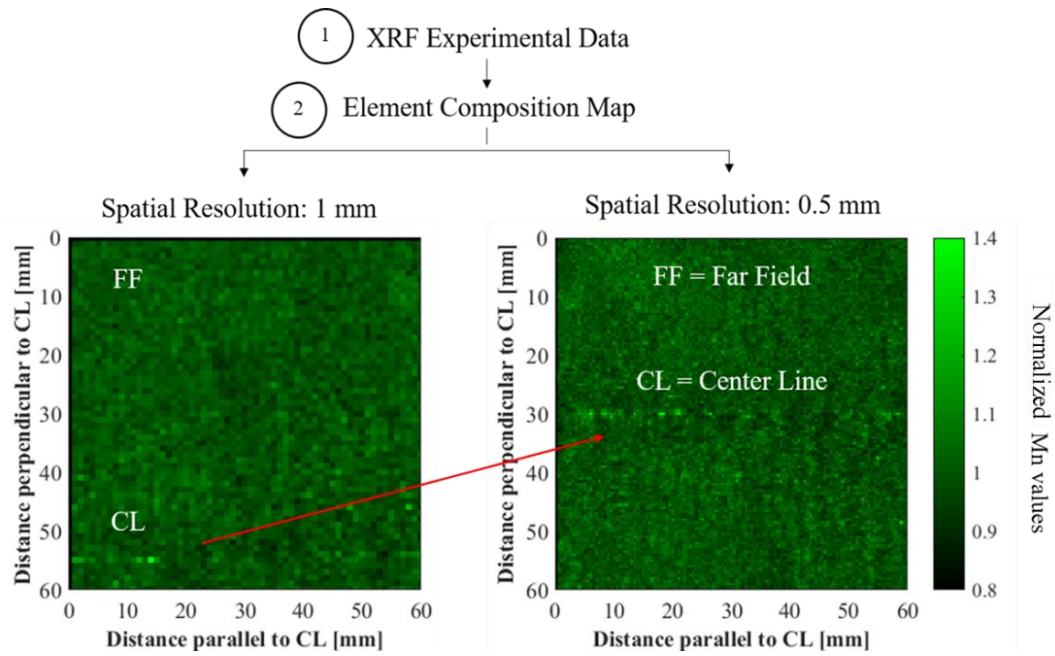 1 XRF Experimental Data
2 Element Composition Map
Spatial Resolution: 1 mm
Spatial Resolution: 0.5 mm
Distance perpendicular to CL [mm]
0
10
20
30
40
50
60
FF
CL
0 10 20 30 40 50 60
Distance parallel to CL [mm]
Distance perpendicular to CL [mm]
0
10
20
30
40
50
60
FF = Far Field
CL = Center Line
0 10 20 30 40 50 60
Distance parallel to CL [mm]
1.4
1.3
1.2
1.1
1
0.9
0.8
Normalized Mn values